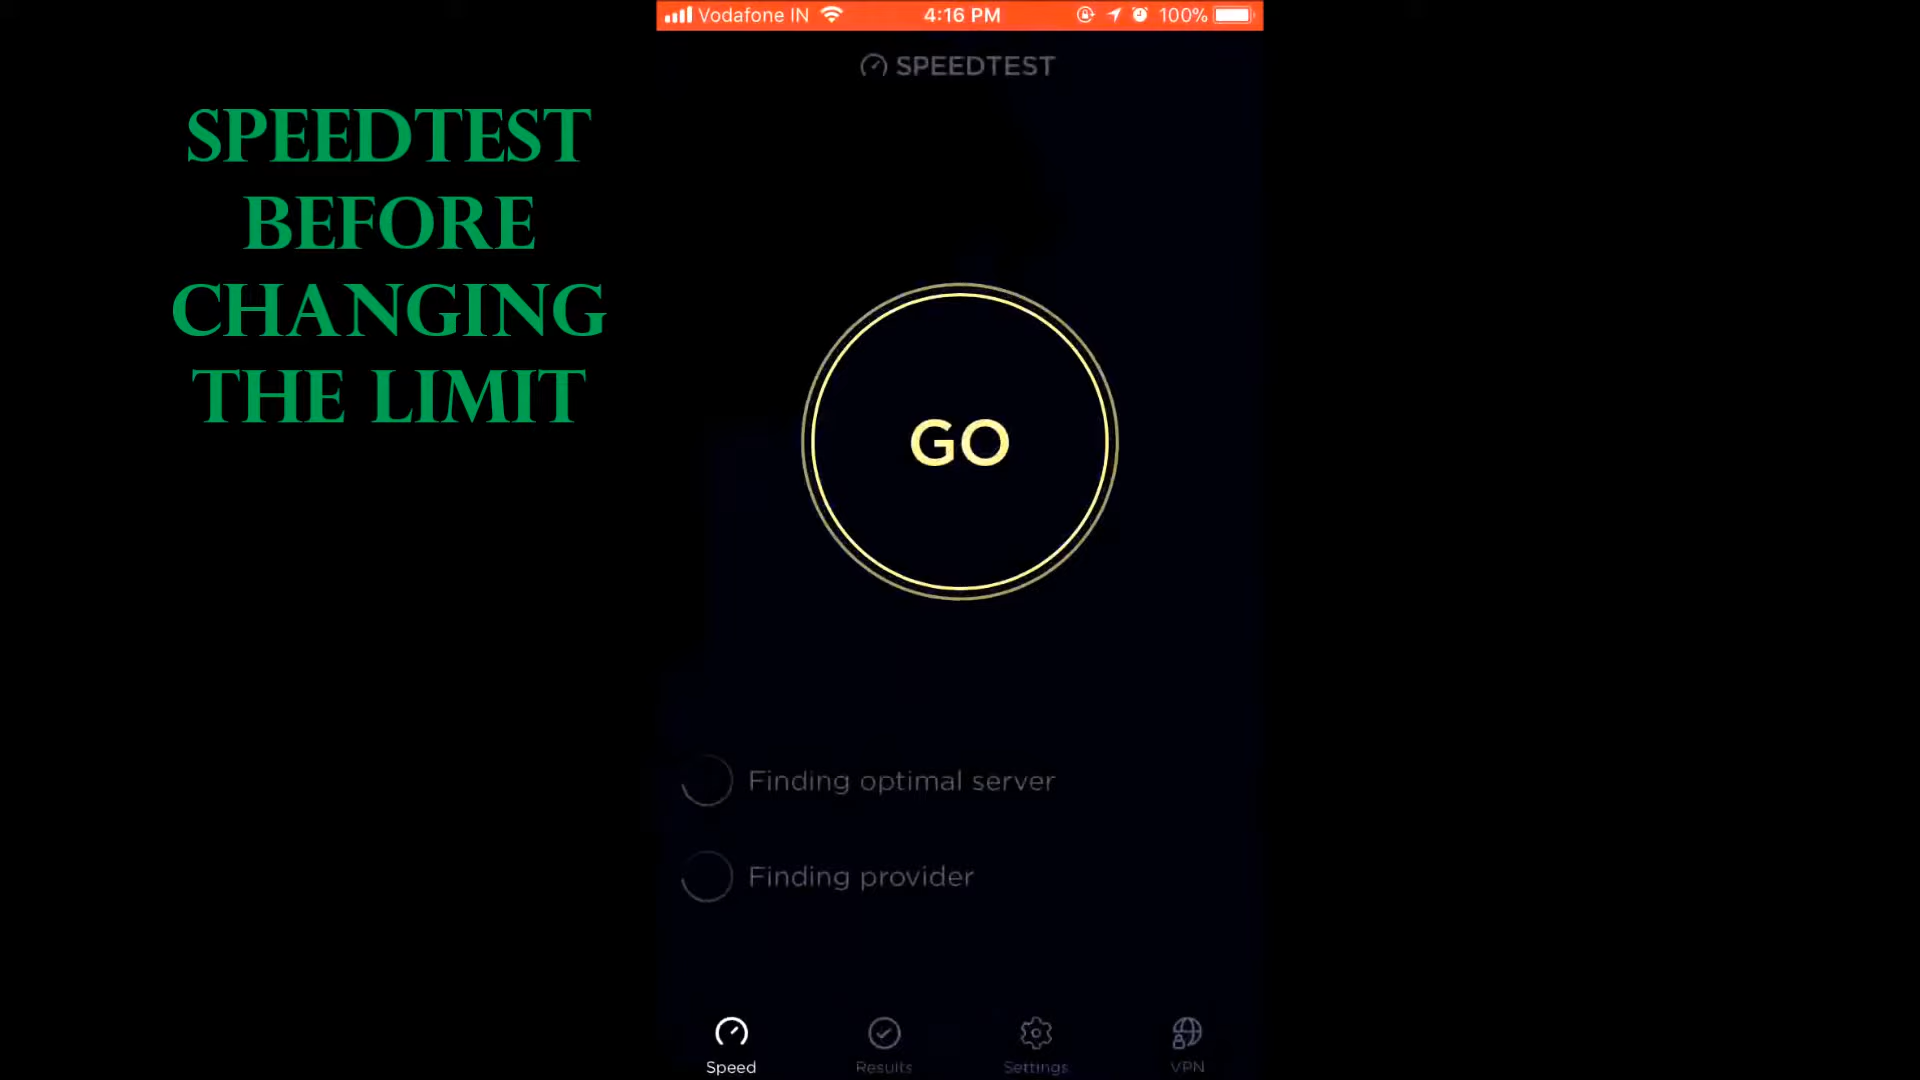 Vodafone IN 4:16 PM 100%
SPEEDTEST
SPEEDTEST
BEFORE
CHANGING
THE LIMIT
GO
Finding optimal server
Finding provider
Speed Results Settings VPN